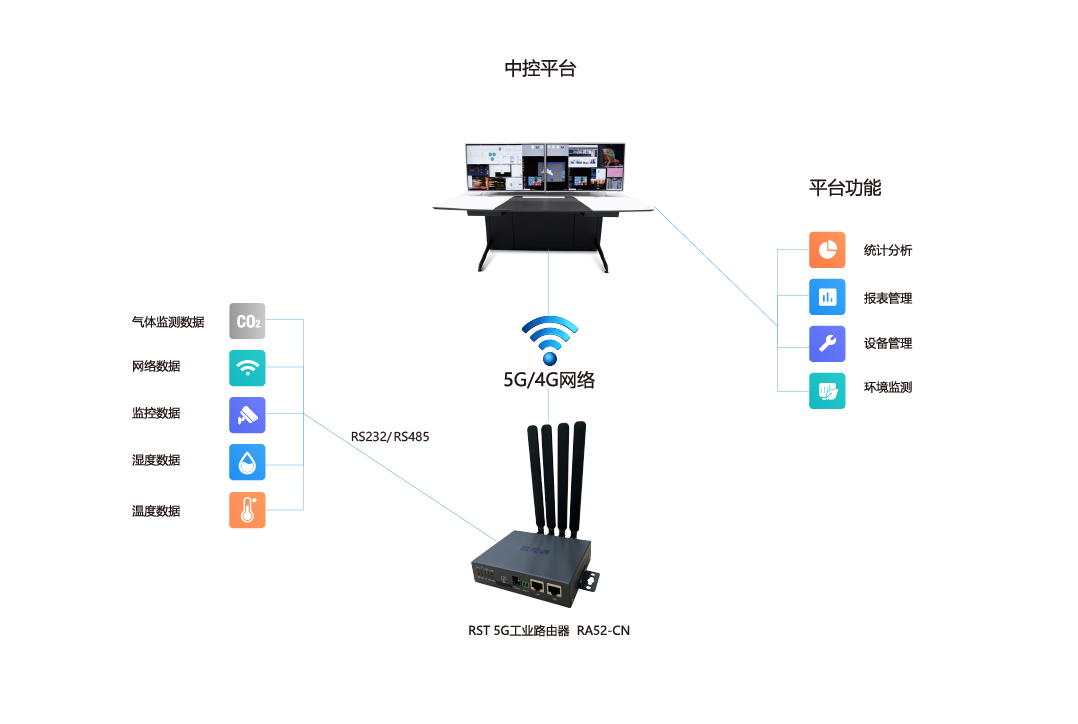 中控平台
平台功能
统计分析
报表管理
设备管理
环境监测
气体监测数据
CO₂
网络数据
监控数据
湿度数据
温度数据
RS232/RS485
5G/4G网络
RST 5G工业路由器 RA52-CN